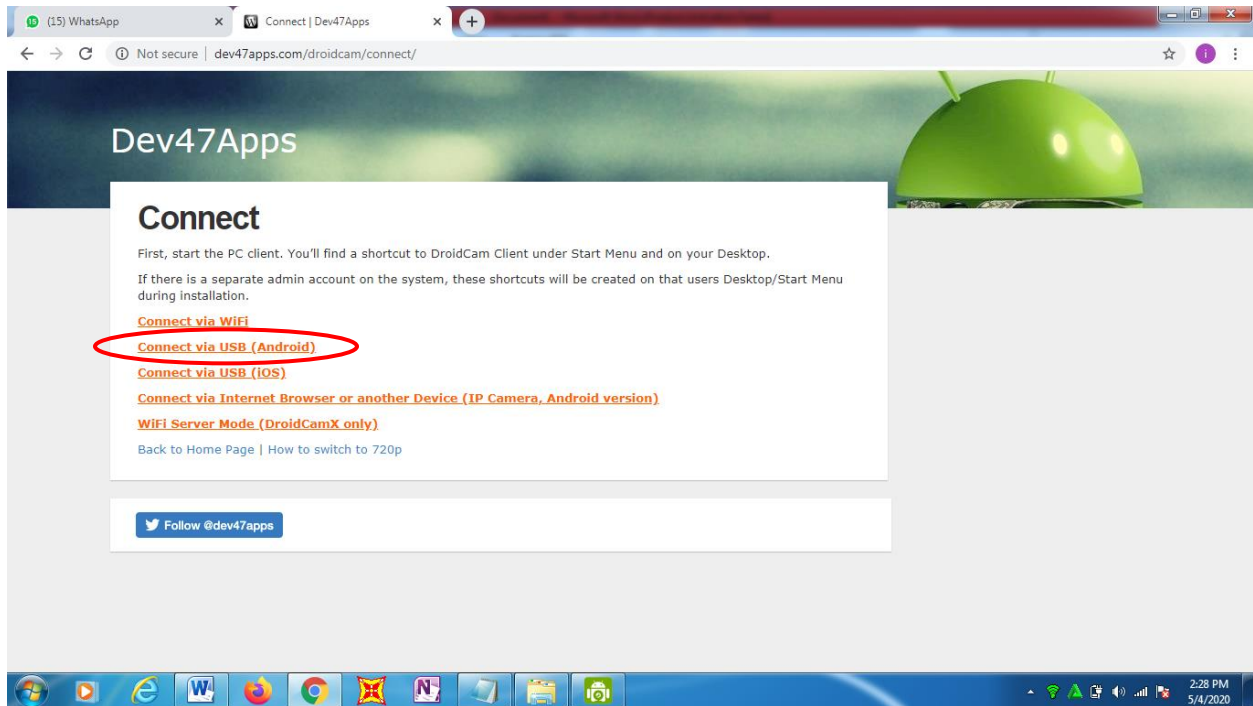 (15) WhatsApp
Connect | Dev47Apps
Not secure | dev47apps.com/droidcam/connect/
i
Dev47Apps
Connect
First, start the PC client. You'll find a shortcut to DroidCam Client under Start Menu and on your Desktop.
If there is a separate admin account on the system, these shortcuts will be created on that users Desktop/Start Menu
during installation.
Connect via WiFi
Connect via USB (Android)
Connect via USB (iOS)
Connect via Internet Browser or another Device (IP Camera, Android version)
WiFi Server Mode (DroidCamX only)
Back to Home Page | How to switch to 720p
Follow @dev47apps
2:28 PM
5/4/2020